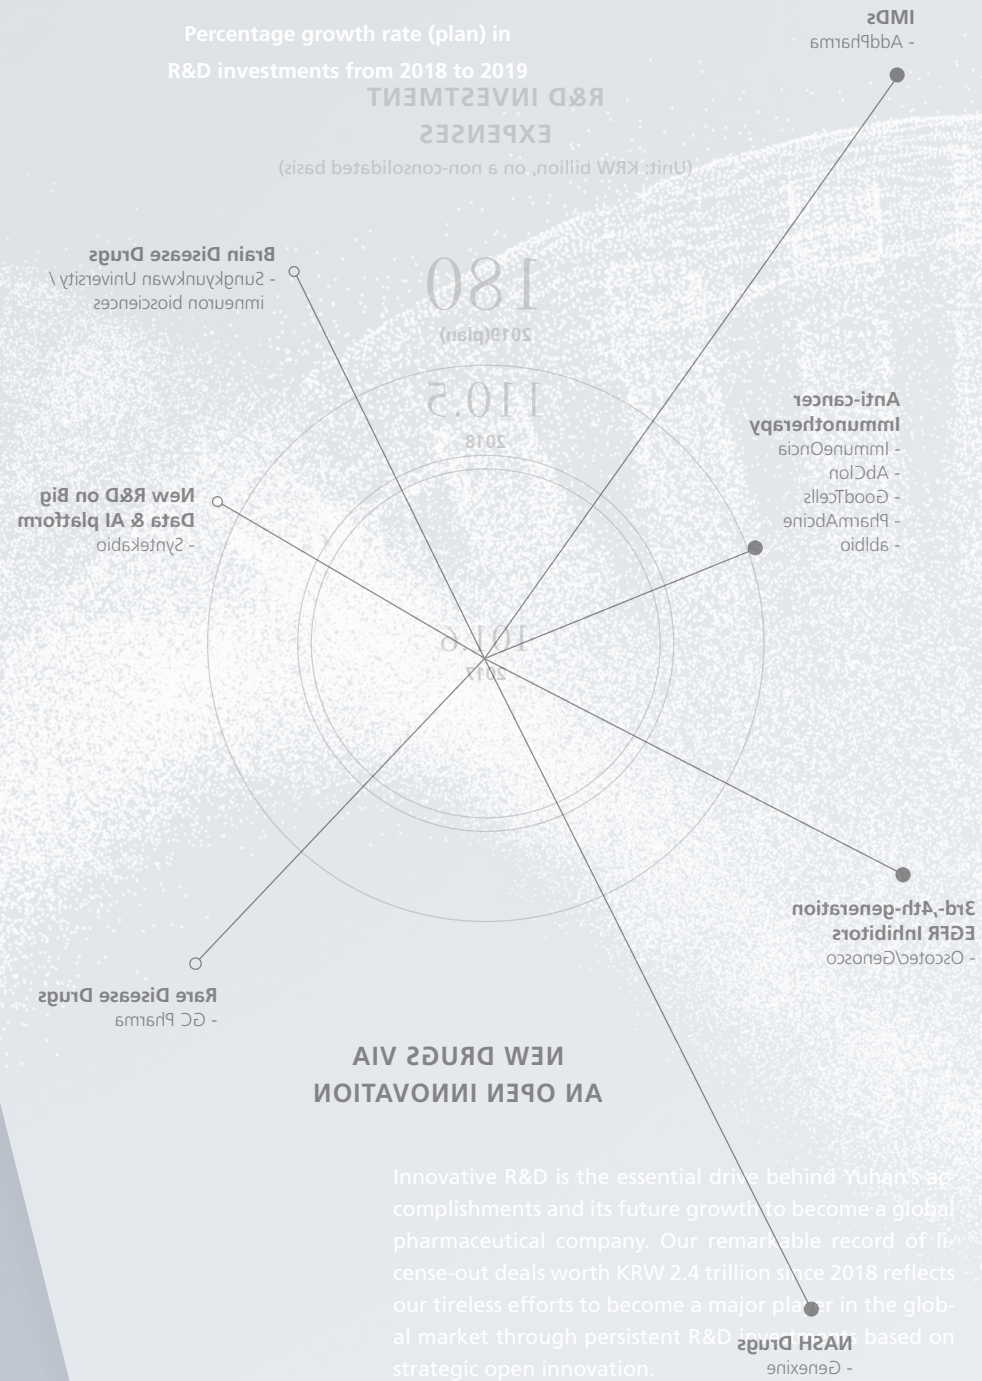 Percentage growth rate (plan) in
R&D investments from 2018 to 2019
R&D INVESTMENT
EXPENSES
(Unit: KRW billion, on a non-consolidated basis)
180
2019(plan)
110.5
2018
101.6
2017
IMDs
- AddPharma
Brain Disease Drugs
- Sungkyunkwan University /
imneuron biosciences
Anti-cancer
Immunotherapy
- ImmuneOncia
- AbClon
- GoodTcells
- PharmAbcine
- ablbio
New R&D on Big
Data & AI platform
- Syntekabio
3rd-,4th-generation
EGFR Inhibitors
- Oscotec/Genosco
Rare Disease Drugs
- GC Pharma
NEW DRUGS VIA
AN OPEN INNOVATION
Innovative R&D is the essential drive behind Yuhan's ac-
complishments and its future growth to become a global
pharmaceutical company. Our remarkable record of li-
cense-out deals worth KRW 2.4 trillion since 2018 reflects
our tireless efforts to become a major player in the glob-
al market through persistent R&D investments based on
strategic open innovation.
NASH Drugs
- Genexine